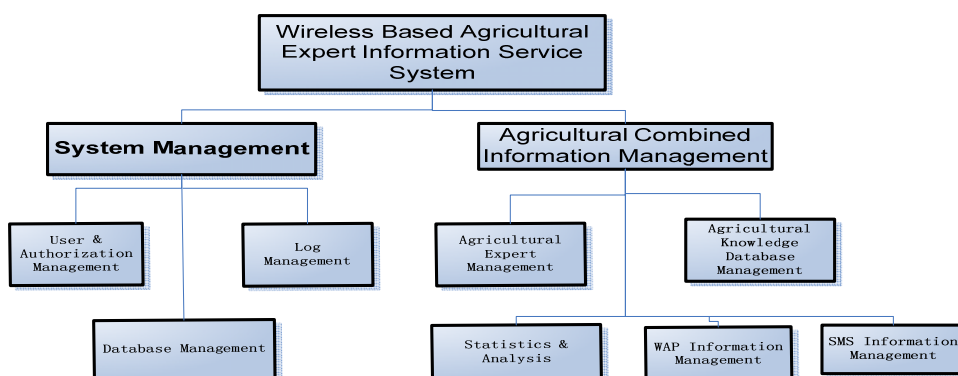 Wireless Based Agricultural
Expert Information Service
System
System Management
Agricultural Combined
Information Management
User &
Authorization
Management
Log
Management
Agricultural
Expert
Management
Agricultural
Knowledge
Database
Management
Database Management
Statistics &
Analysis
WAP Information
Management
SMS Information
Management